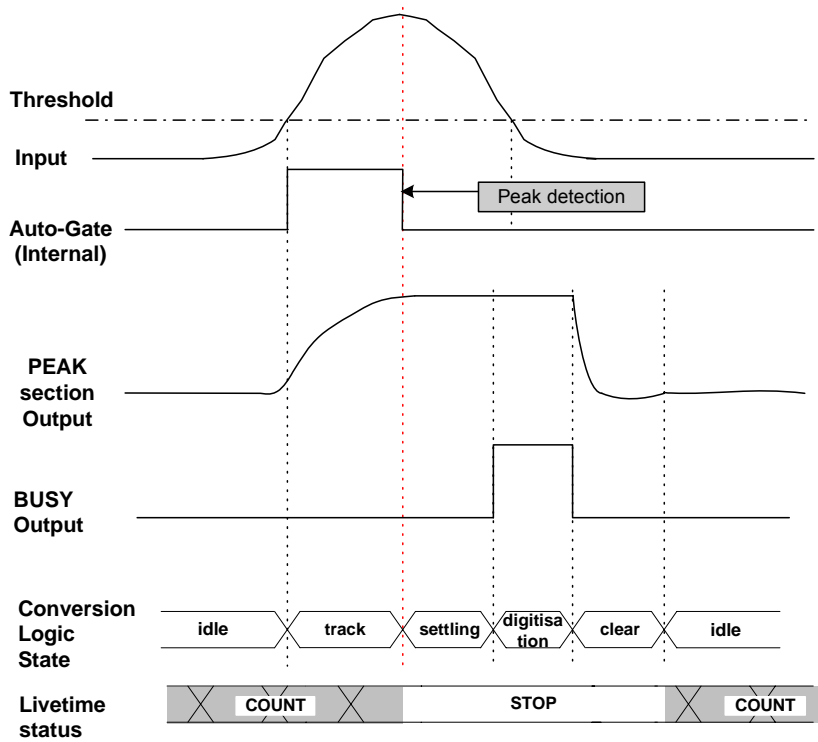 Threshold
Input
Peak detection
Auto-Gate
(Internal)
PEAK
section
Output
BUSY
Output
Conversion
Logic
State
idle
track
settling
digitisa
tion
clear
idle
Livetime
status
COUNT
STOP
COUNT